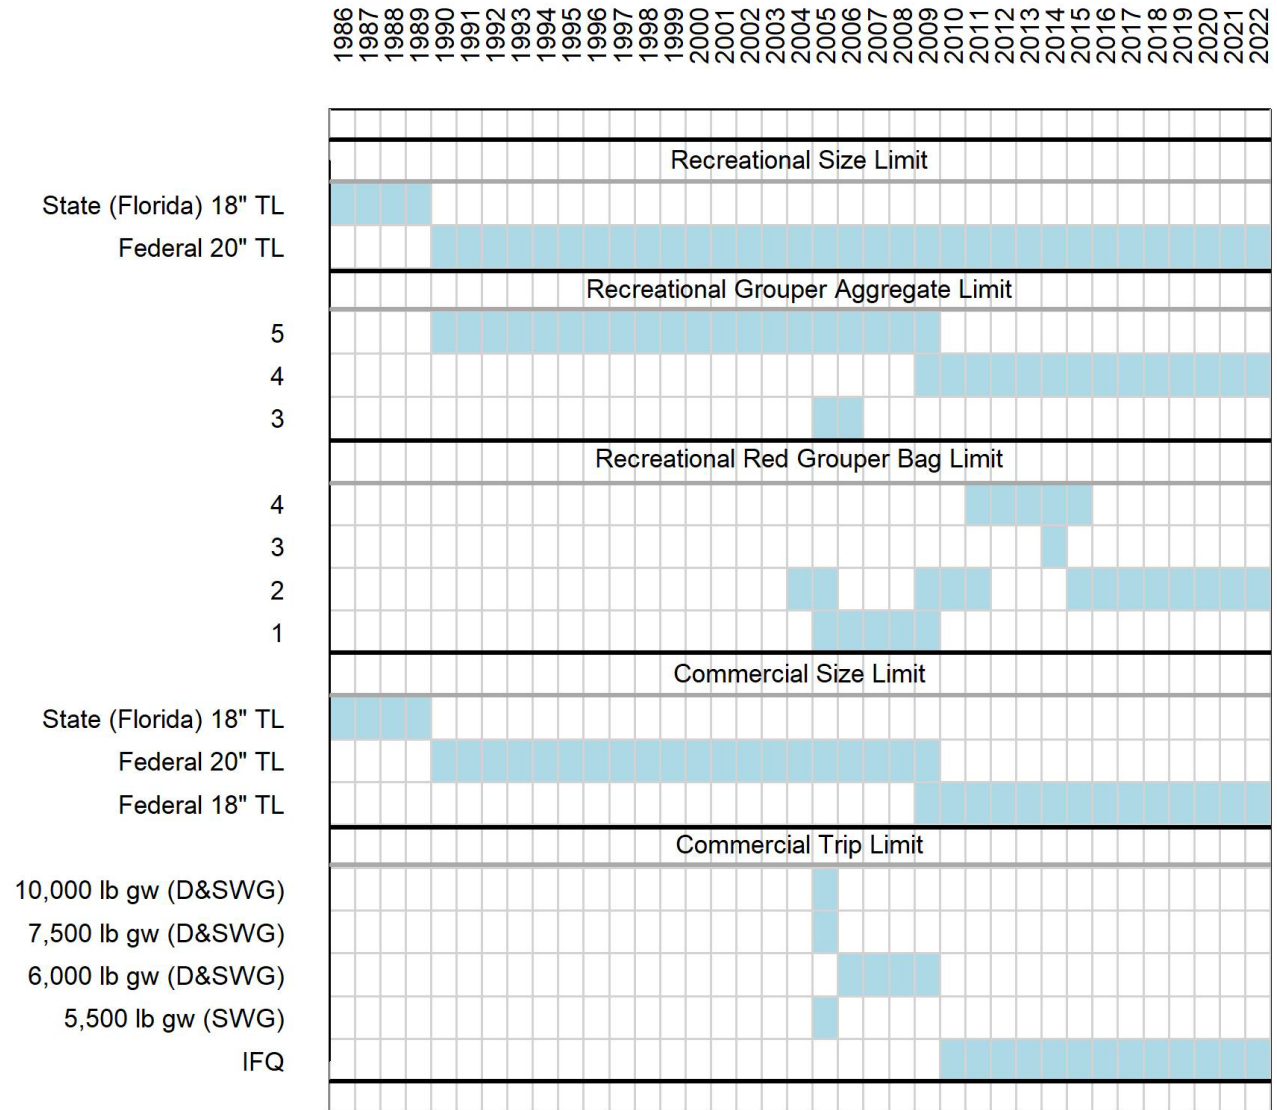 1986 1987 1988 1989 1990 1991 1992 1993 1994 1995 1996 1997 1998 1999 2000 2001 2002 2003 2004 2005 2006 2007 2008 2009 2010 2011 2012 2013 2014 2015 2016 2017 2018 2019 2020 2021 2022
Recreational Size Limit
State (Florida) 18" TL
Federal 20" TL
Recreational Grouper Aggregate Limit
5
4
3
Recreational Red Grouper Bag Limit
4
3
2
1
Commercial Size Limit
State (Florida) 18" TL
Federal 20" TL
Federal 18" TL
Commercial Trip Limit
10,000 lb gw (D&SWG)
7,500 lb gw (D&SWG)
6,000 lb gw (D&SWG)
5,500 lb gw (SWG)
IFQ